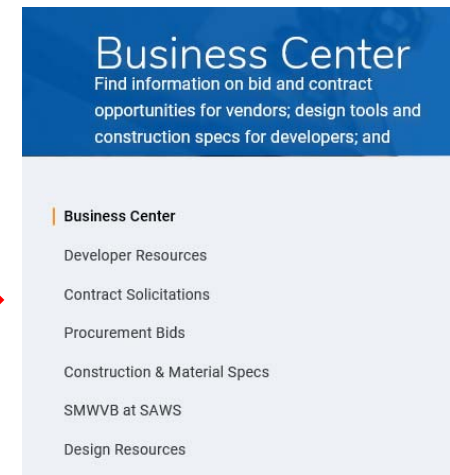 Business Center
Find information on bid and contract
opportunities for vendors; design tools and
construction specs for developers; and
Business Center
Developer Resources
Contract Solicitations
Procurement Bids
Construction & Material Specs
SMWVB at SAWS
Design Resources